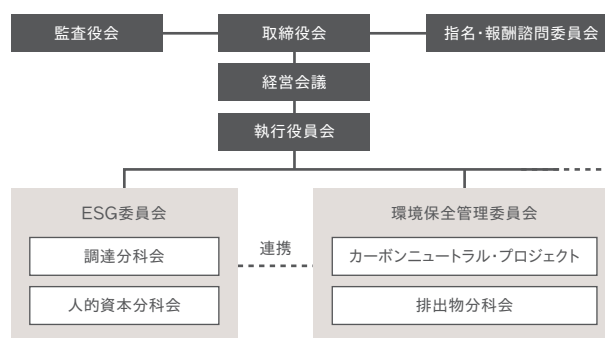 監査役会
取締役会
指名・報酬諮問委員会
経営会議
執行役員会
ESG委員会
調達分科会
人的資本分科会
連携
環境保全管理委員会
カーボンニュートラル・プロジェクト
排出物分科会